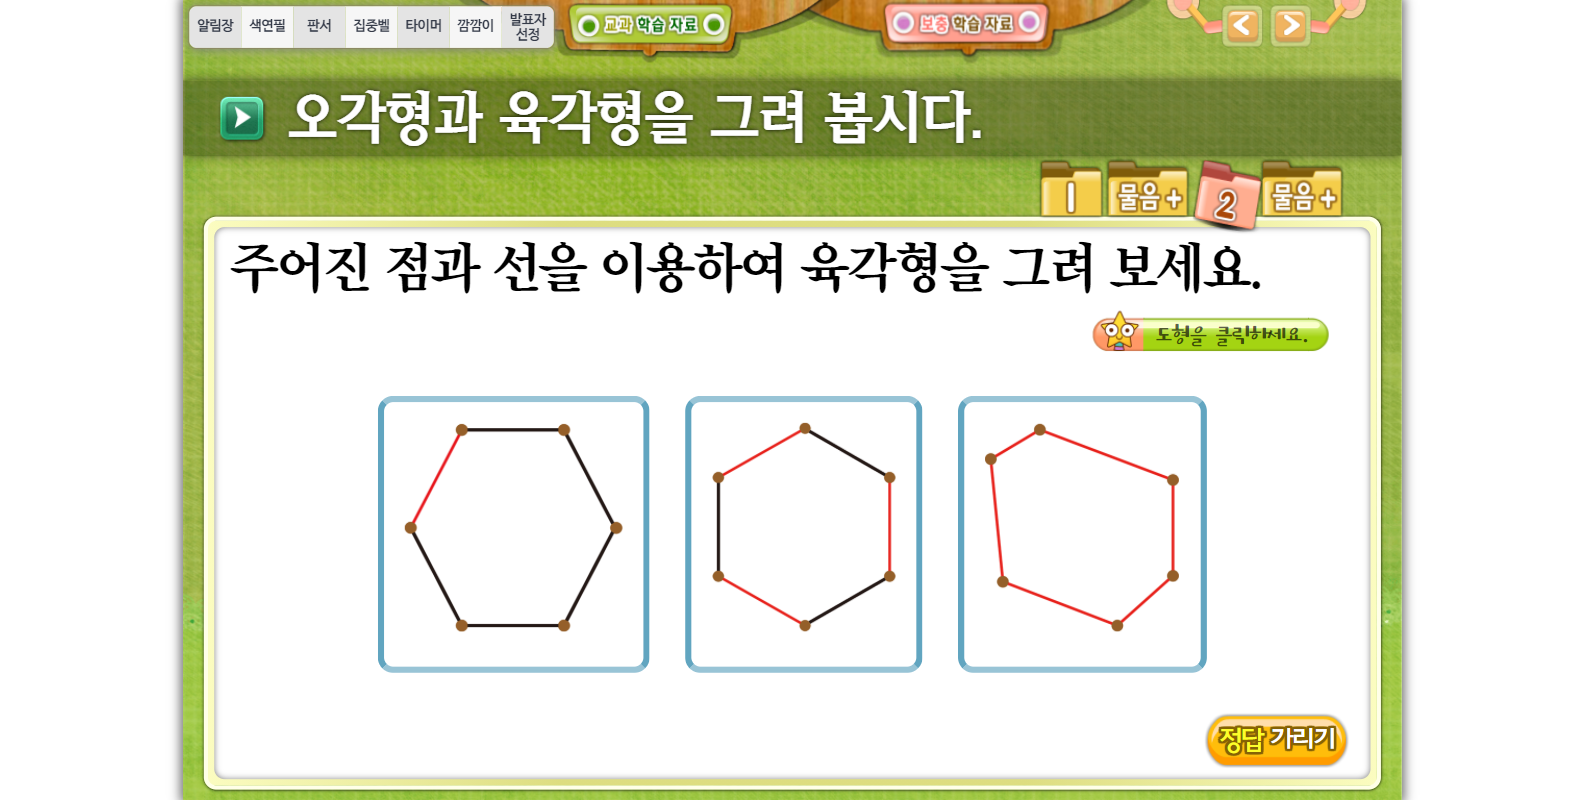 알림장 색연필 판서 집중벨 타이머 깜깜이 발표자 선정
교과 학습 자료
보충 학습 자료
오각형과 육각형을 그려 봅시다.
1 물음+ 2 물음+
주어진 점과 선을 이용하여 육각형을 그려 보세요.
도형을 클릭하세요.
정답 가리기